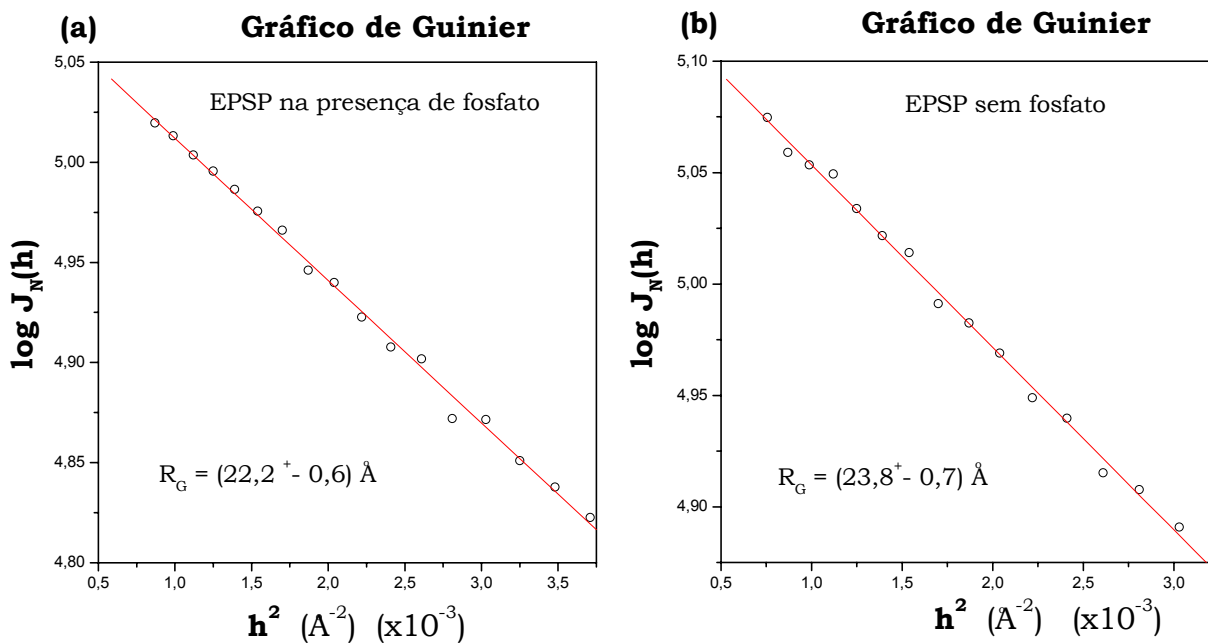 (a) Gráfico de Guinier
5,05
5,00
4,95
4,90
4,85
4,80
log J_N(h)
EPSP na presença de fosfato
R_G = (22,2 +- 0,6) Å
0,5 1,0 1,5 2,0 2,5 3,0 3,5
h² (Å⁻²) (x10⁻³)
(b) Gráfico de Guinier
5,10
5,05
5,00
4,95
4,90
log J_N(h)
EPSP sem fosfato
R_G = (23,8 +- 0,7) Å
0,5 1,0 1,5 2,0 2,5 3,0
h² (Å⁻²) (x10⁻³)